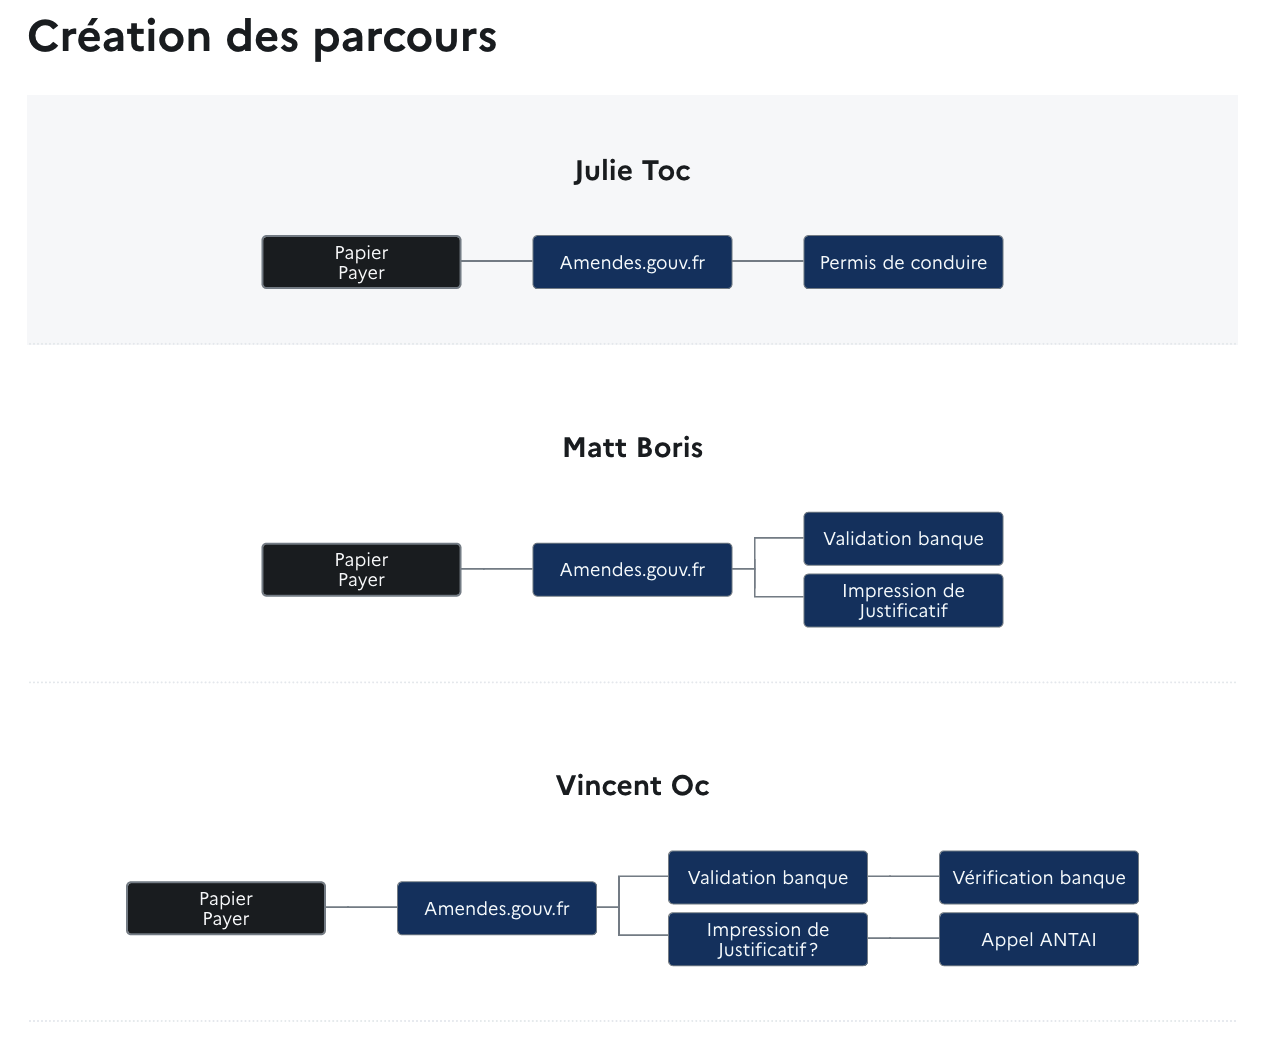 Création des parcours
Julie Toc
Papier
Payer
Amendes.gouv.fr
Permis de conduire
Matt Boris
Papier
Payer
Amendes.gouv.fr
Validation banque
Impression de
Justificatif
Vincent Oc
Papier
Payer
Amendes.gouv.fr
Validation banque
Vérification banque
Impression de
Justificatif ?
Appel ANTAI